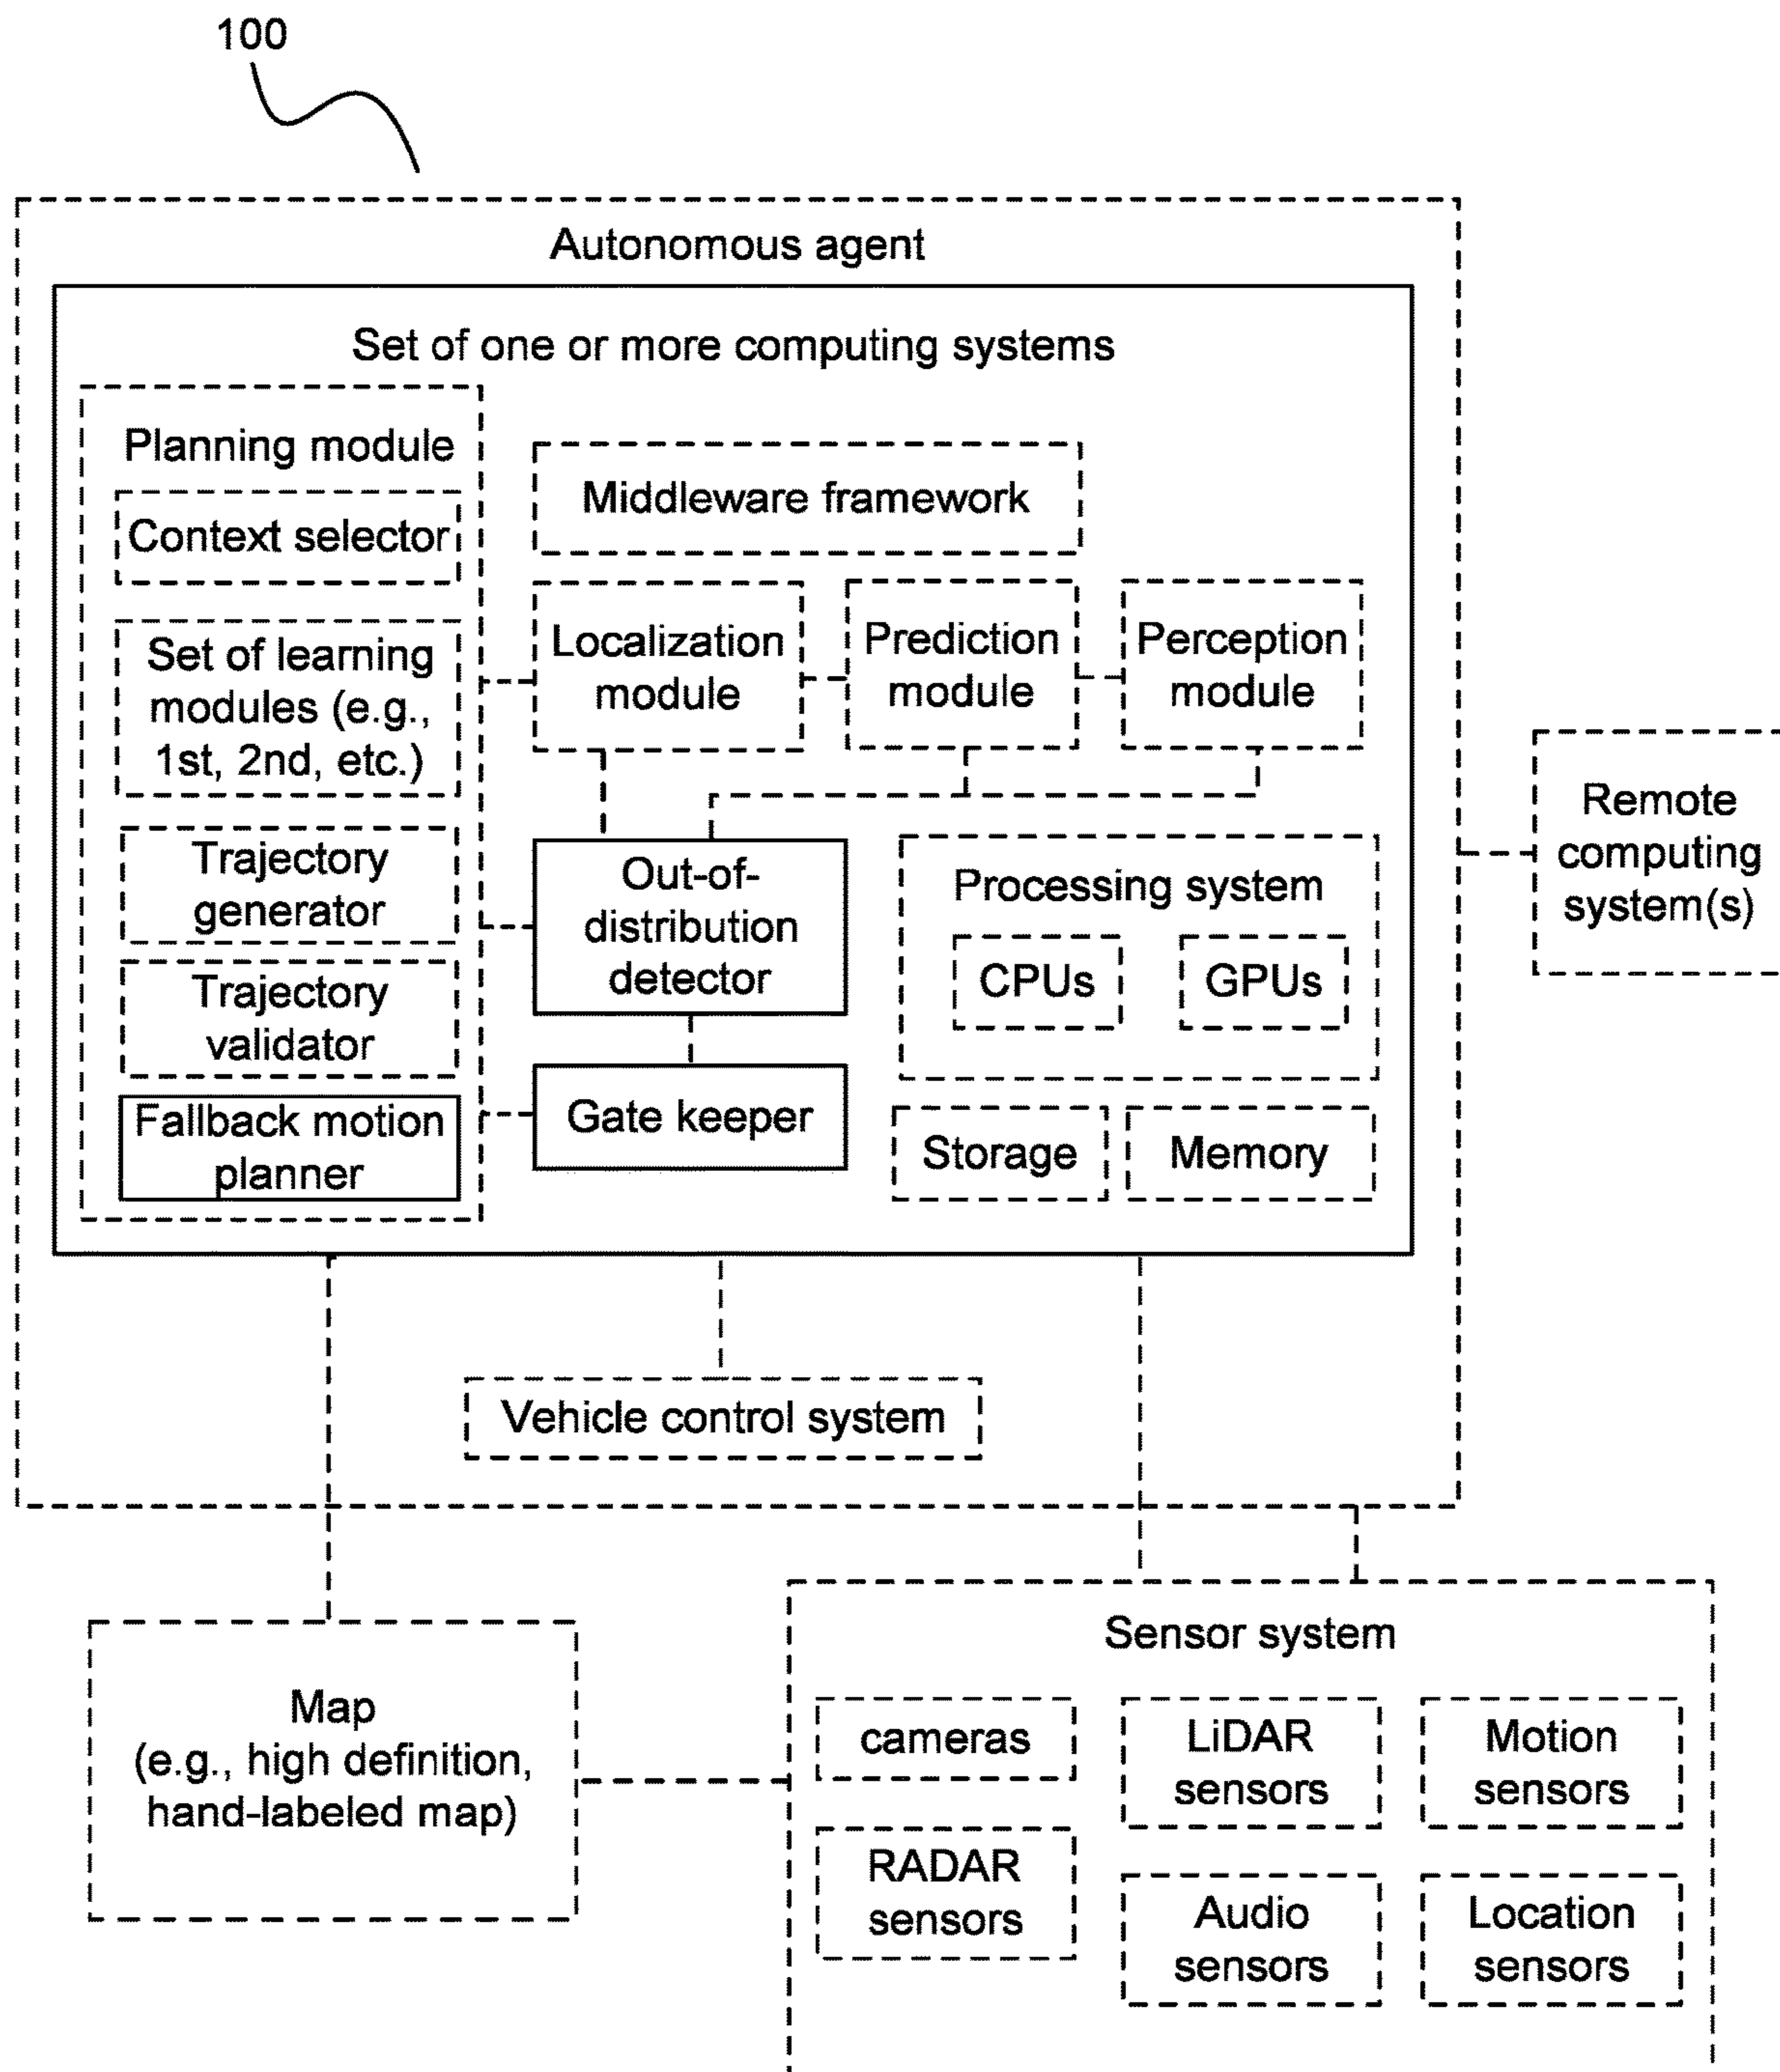 100
Autonomous agent
Set of one or more computing systems
Planning module
Context selector
Set of learning
modules (e.g.,
1st, 2nd, etc.)
Trajectory
generator
Trajectory
validator
Fallback motion
planner
Middleware framework
Localization
module
Prediction
module
Perception
module
Out-of-
distribution
detector
Gate keeper
Processing system
CPUs
GPUs
Storage
Memory
Remote
computing
system(s)
Vehicle control system
Map
(e.g., high definition,
hand-labeled map)
Sensor system
cameras
LiDAR
sensors
Motion
sensors
RADAR
sensors
Audio
sensors
Location
sensors